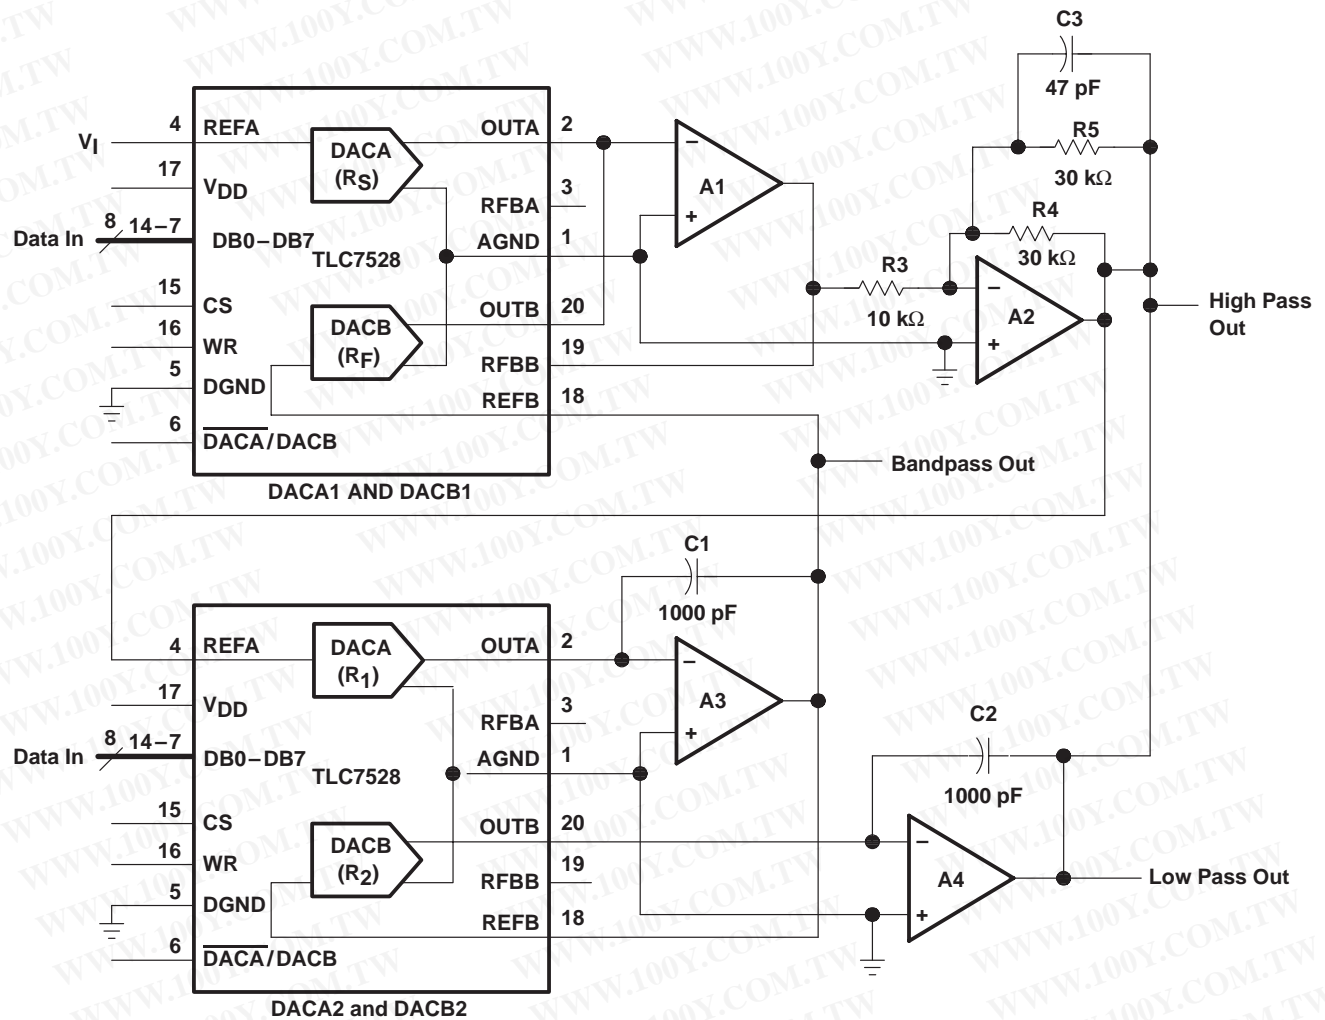 C3
47 pF
R5
30 kΩ
R4
30 kΩ
VI
4
REFA
DACA
(RS)
OUTA
2
17
VDD
3
RFBA
Data In
8
14–7
DB0–DB7
TLC7528
AGND
1
15
CS
OUTB
20
16
WR
DACB
(RF)
RFBB
19
5
DGND
REFB
18
6
DACA/DACB
DACA1 AND DACB1
−
A1
+
R3
10 kΩ
−
A2
+
High Pass
Out
Bandpass Out
C1
1000 pF
4
REFA
DACA
(R1)
OUTA
2
17
VDD
3
RFBA
Data In
8
14–7
DB0–DB7
TLC7528
AGND
1
15
CS
OUTB
20
16
WR
DACB
(R2)
19
RFBB
5
DGND
REFB
18
6
DACA/DACB
DACA2 and DACB2
−
A3
+
C2
1000 pF
−
A4
+
Low Pass Out
WWW.100Y.COM.TW